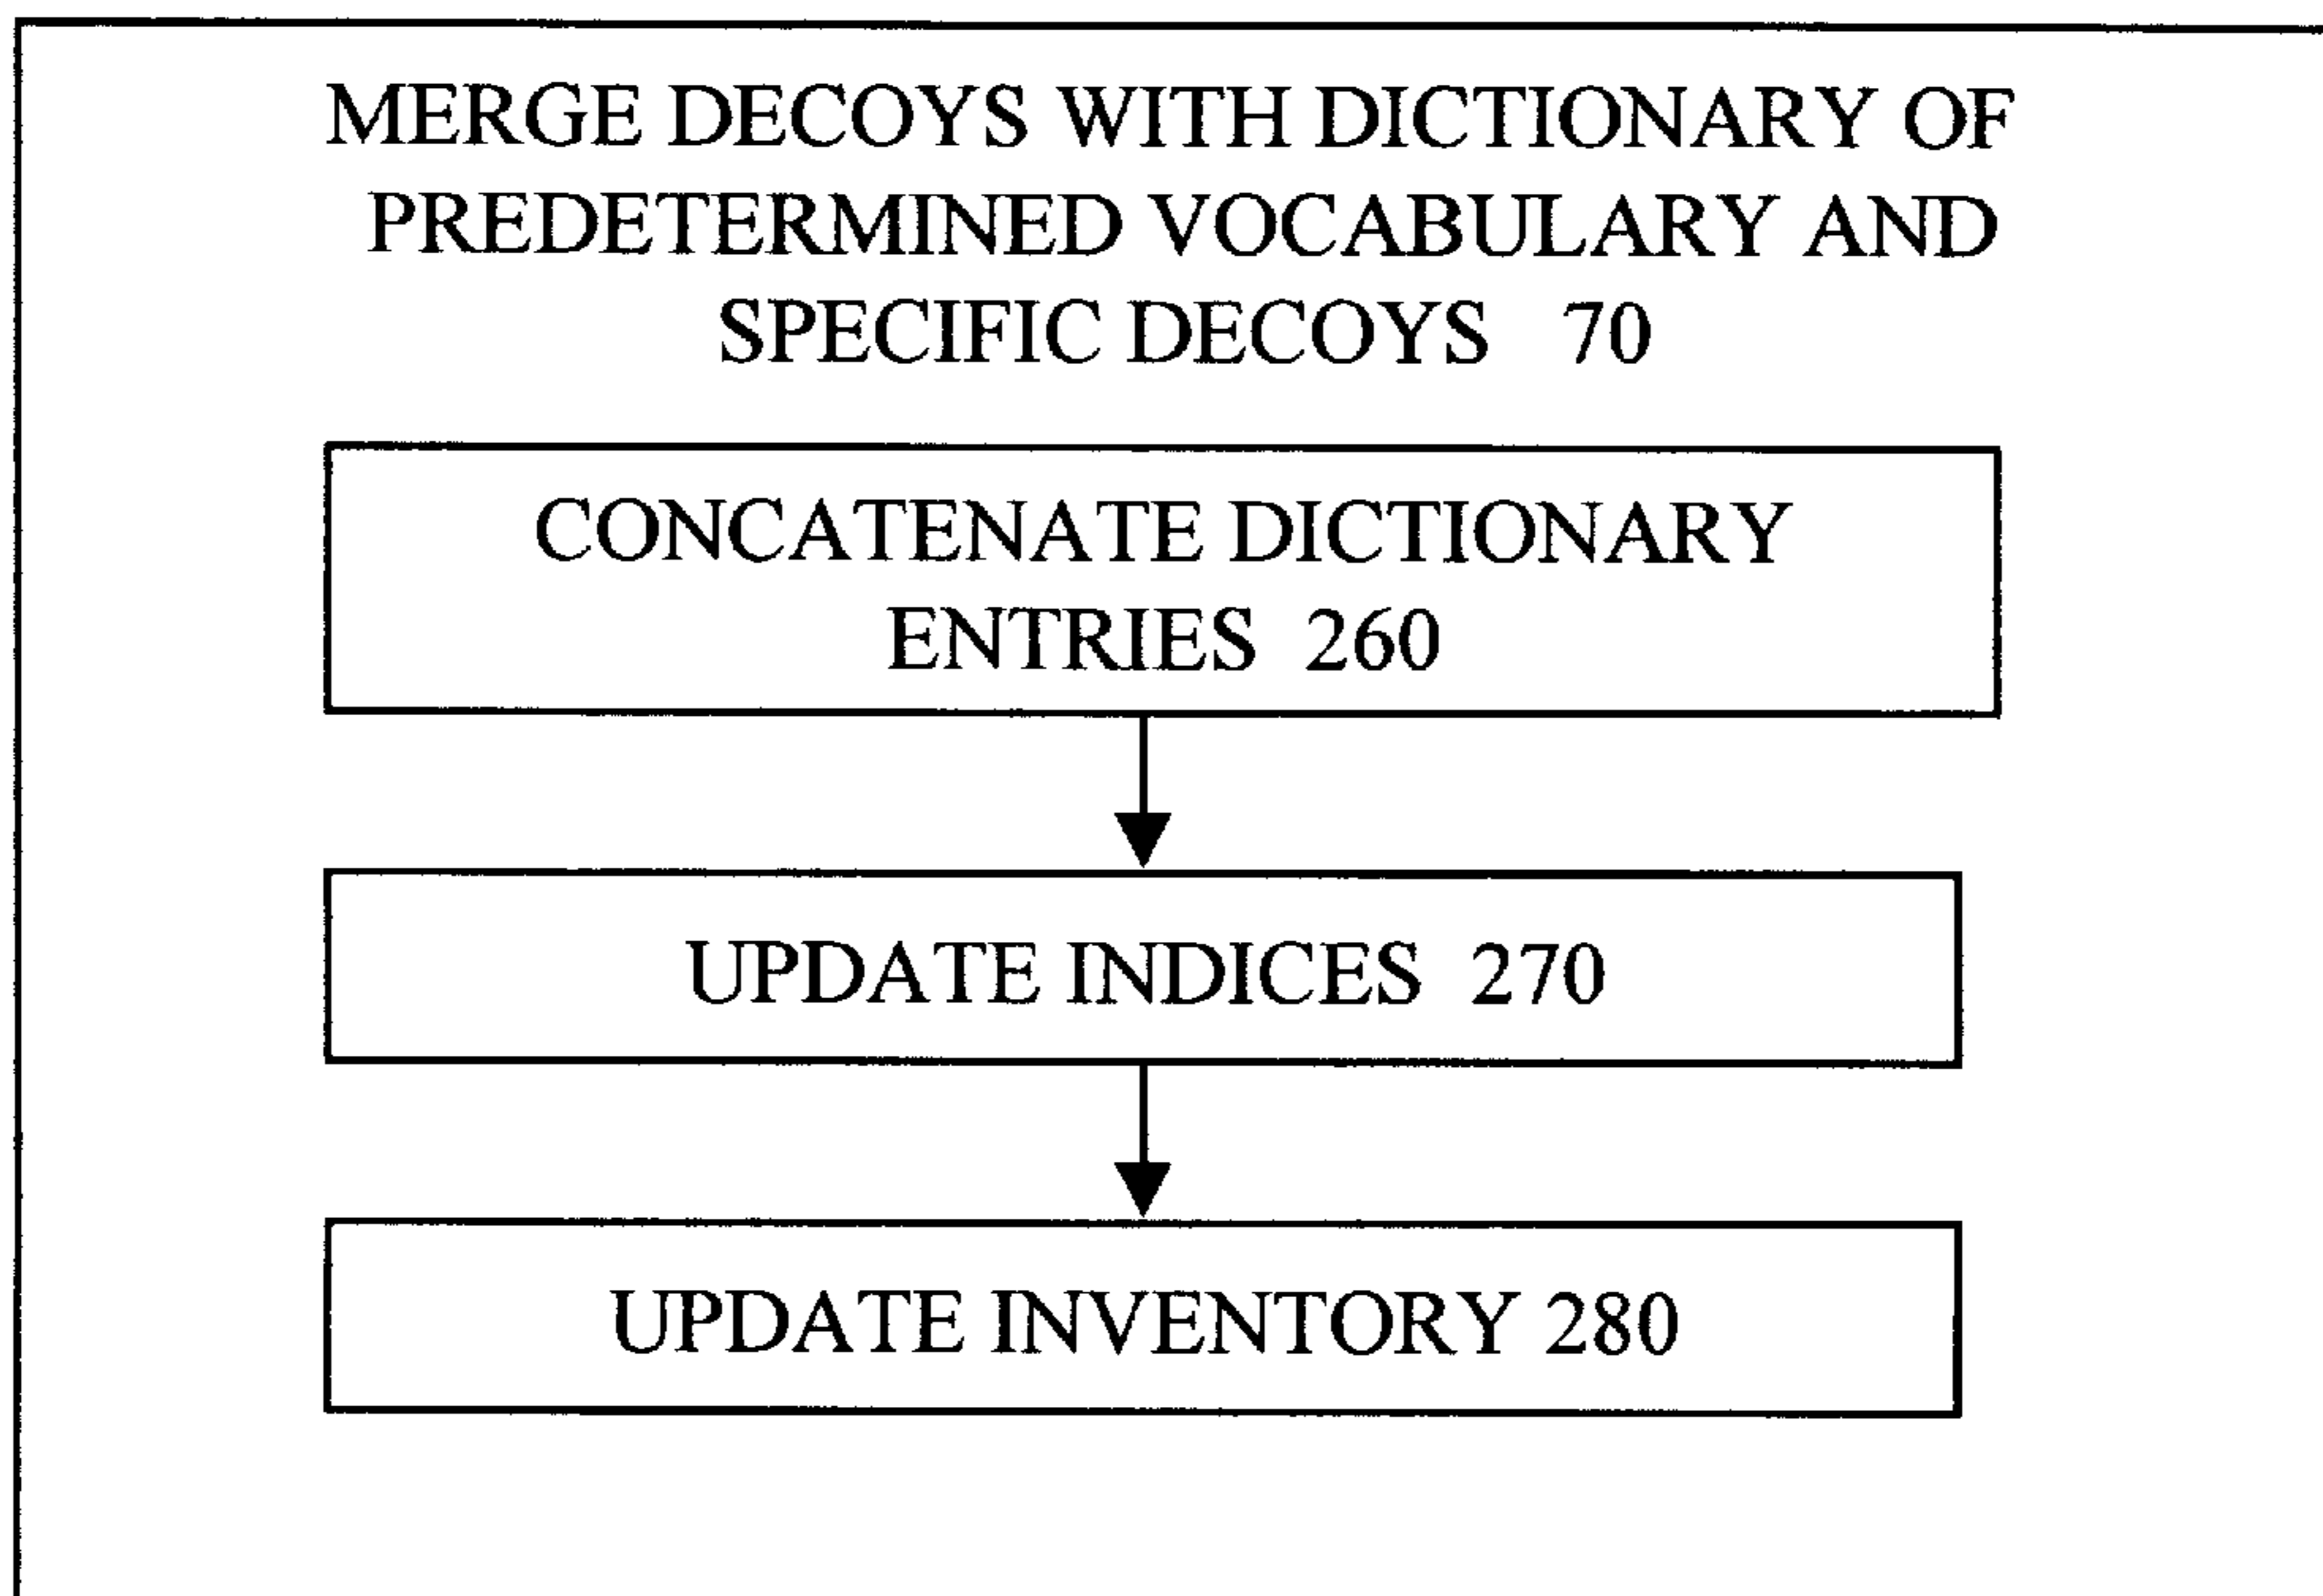 MERGE DECOYS WITH DICTIONARY OF
PREDETERMINED VOCABULARY AND
SPECIFIC DECOYS 70
CONCATENATE DICTIONARY
ENTRIES 260
UPDATE INDICES 270
UPDATE INVENTORY 280